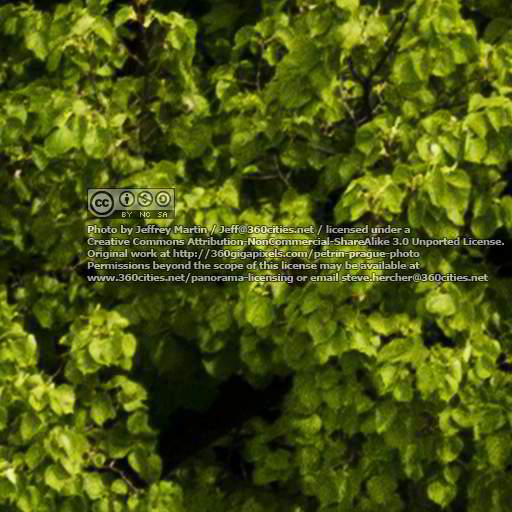 cc
BY NC SA
Photo by Jeffrey Martin / Jeff@360cities.net / licensed under a
Creative Commons Attribution-NonCommercial-ShareAlike 3.0 Unported License.
Original work at http://360gigapixels.com/petrin-prague-photo
Permissions beyond the scope of this license may be available at
www.360cities.net/panorama-licensing or email steve.hercher@360cities.net